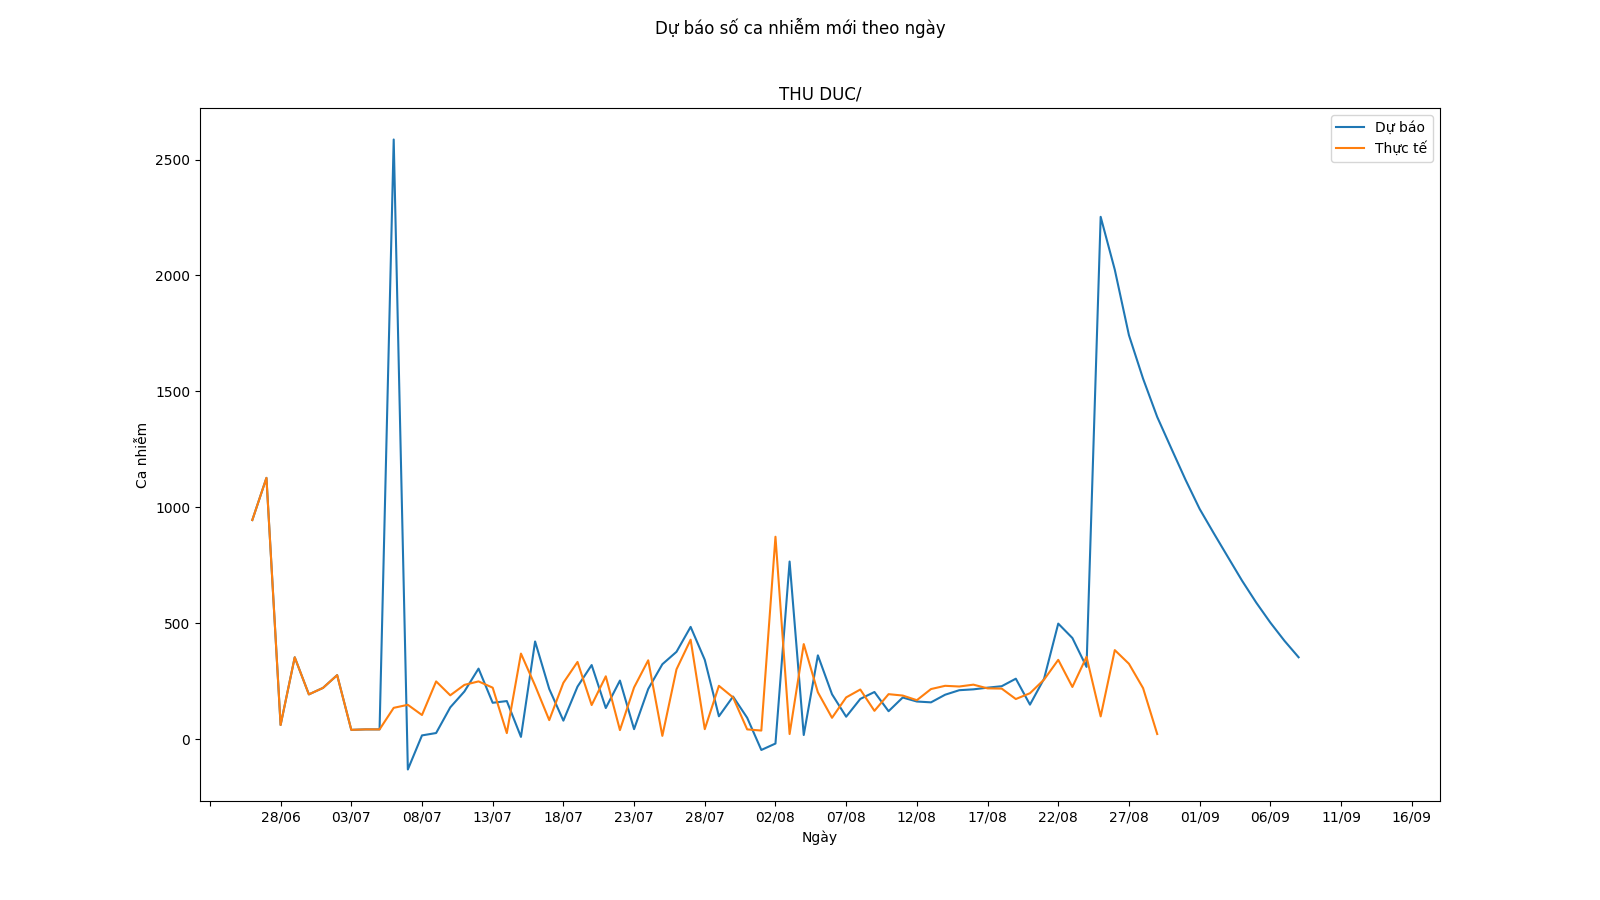 Dự báo số ca nhiễm mới theo ngày
THU DUC/
Dự báo
Thực tế
2500
2000
1500
1000
500
0
Ca nhiễm
28/06 03/07 08/07 13/07 18/07 23/07 28/07 02/08 07/08 12/08 17/08 22/08 27/08 01/09 06/09 11/09 16/09
Ngày